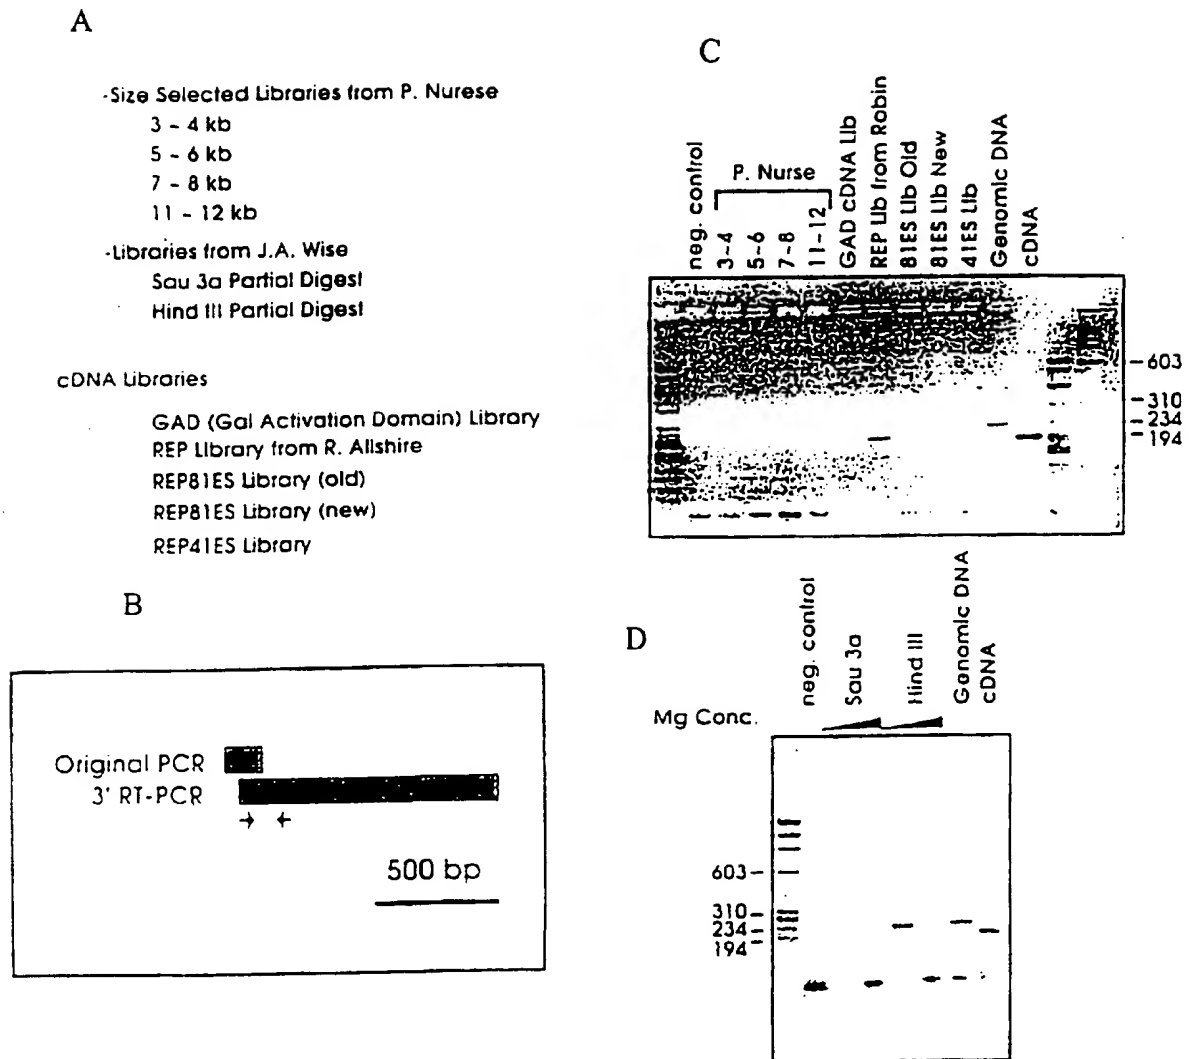 A
-Size Selected Libraries from P. Nurese
3 - 4 kb
5 - 6 kb
7 - 8 kb
11 - 12 kb
-Libraries from J.A. Wise
Sau 3a Partial Digest
Hind III Partial Digest
cDNA Libraries
GAD (Gal Activation Domain) Library
REP Library from R. Allshire
REP81ES Library (old)
REP81ES Library (new)
REP41ES Library
B
Original PCR
3' RT-PCR
500 bp
C
neg. control
P. Nurse
3-4
5-6
7-8
11-12
GAD cDNA Lib
REP Lib from Robin
81ES Lib Old
81ES Lib New
41ES Lib
Genomic DNA
cDNA
-603
-310
-234
-194
D
neg. control
Sau 3a
Hind III
Genomic DNA
cDNA
Mg Conc.
603-
310-
234-
194-